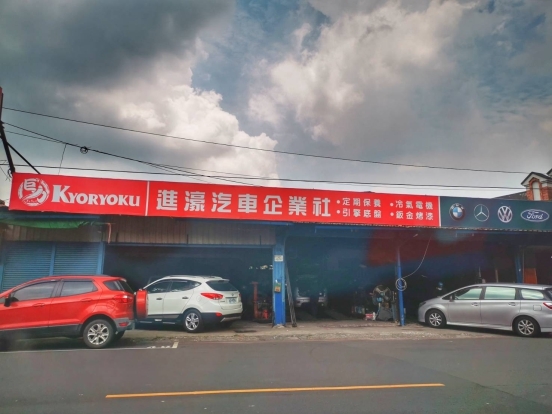 KYORYOKU
進濠汽車企業社
•定期保養 •冷氣電機
•引擎底盤 •鈑金烤漆
Ford